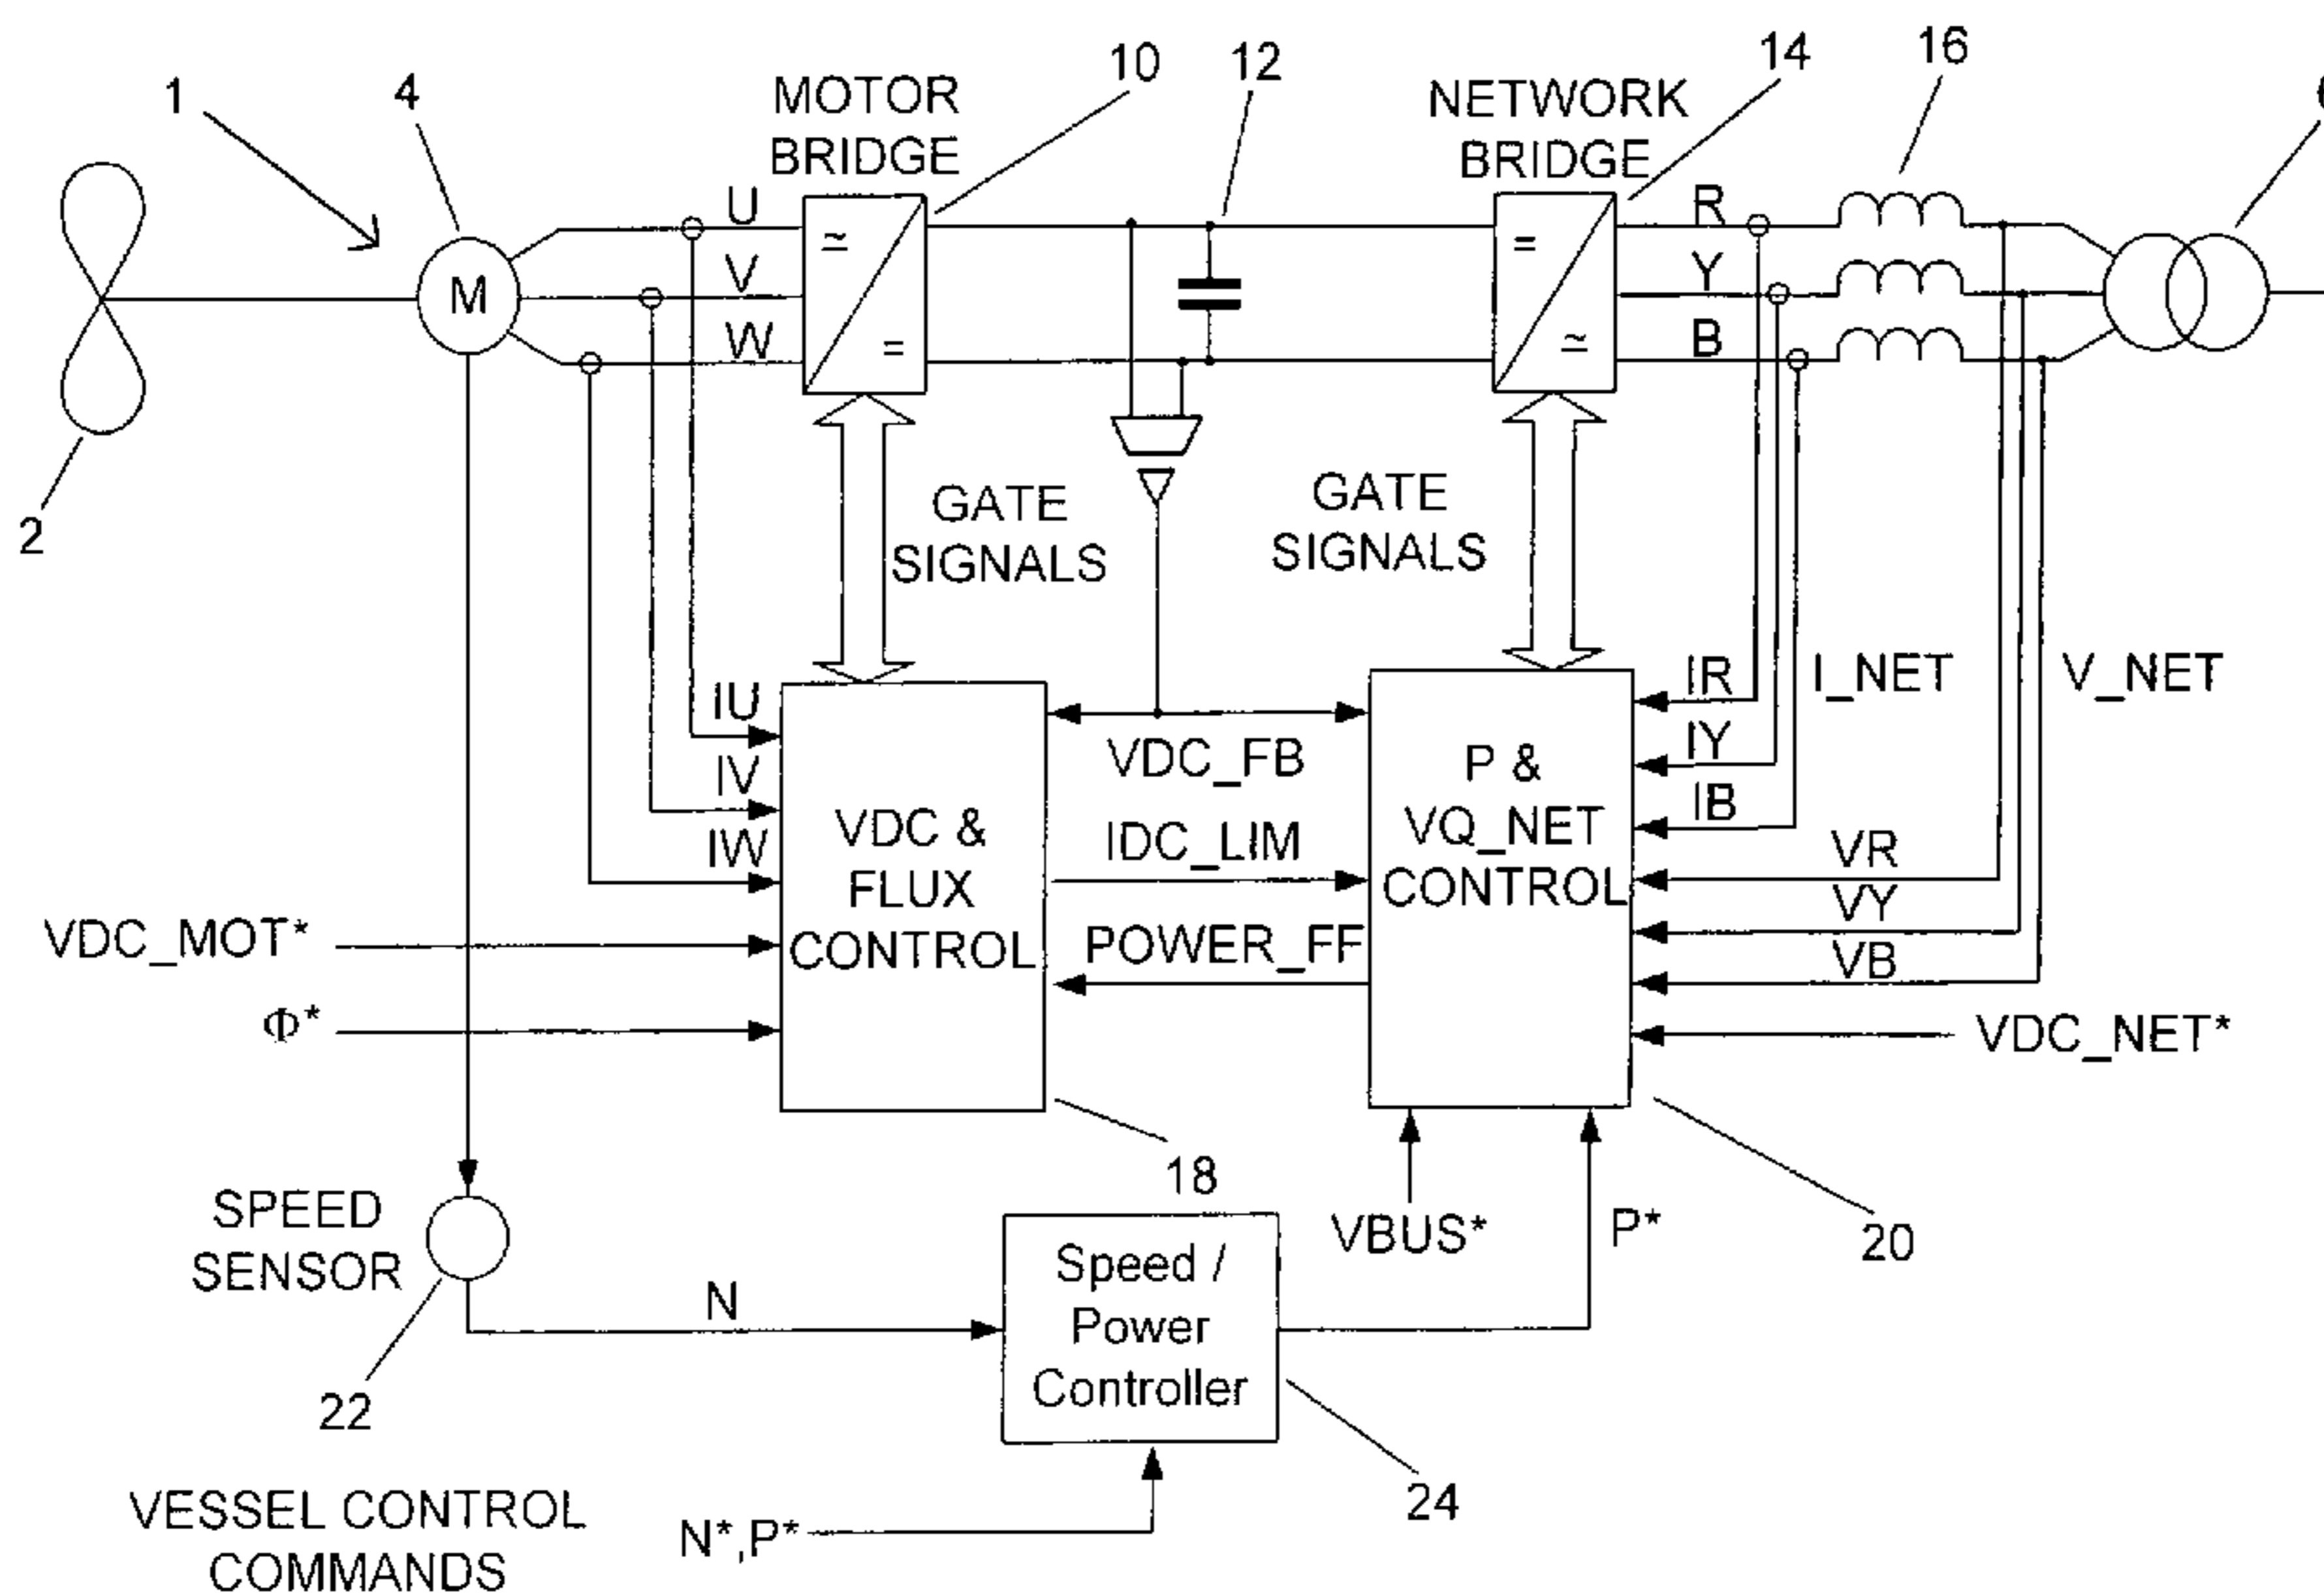 1
4
MOTOR
BRIDGE
10
12
NETWORK
BRIDGE
14
16
U
V
W
M
≃
=
=
≃
R
Y
B
2
GATE
SIGNALS
GATE
SIGNALS
IU
IV
IW
VDC_MOT*
Φ*
VDC &
FLUX
CONTROL
VDC_FB
IDC_LIM
POWER_FF
P &
VQ_NET
CONTROL
IR
IY
IB
I_NET
V_NET
VR
VY
VB
VDC_NET*
18
20
VBUS*
P*
SPEED
SENSOR
22
N
Speed /
Power
Controller
24
VESSEL CONTROL
COMMANDS
N*,P*